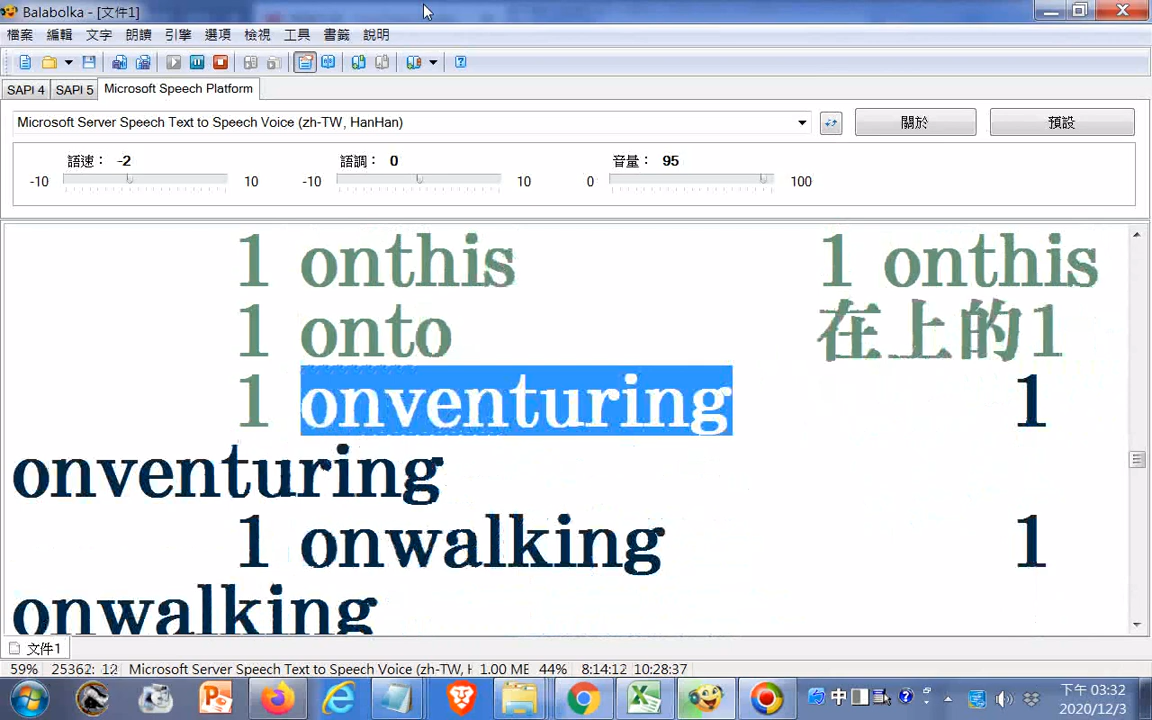 Balabolka - [文件1]
檔案 編輯 文字 朗讀 引擎 選項 檢視 工具 書籤 說明
SAPI 4 SAPI 5 Microsoft Speech Platform
Microsoft Server Speech Text to Speech Voice (zh-TW, HanHan) 關於 預設
語速： -2 語調： 0 音量： 95
-10 10 -10 10 0 100
1 onthis 1 onthis
1 onto 在上的1
1 onventuring 1
onventuring
1 onwalking 1
onwalking
文件1
59% 25362: 12 Microsoft Server Speech Text to Speech Voice (zh-TW, 1.00 ME 44% 8:14:12 10:28:37
中 下午 03:32
2020/12/3